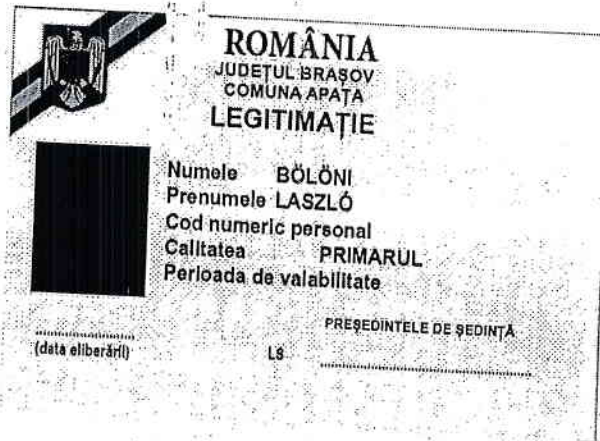 ROMÂNIA
JUDEȚUL BRAȘOV
COMUNA APAȚA
LEGITIMAȚIE
Numele BÖLÖNI
Prenumele LASZLÓ
Cod numeric personal
Calitatea PRIMARUL
Perioada de valabilitate
PREȘEDINTELE DE ȘEDINȚĂ
(data eliberării) LS